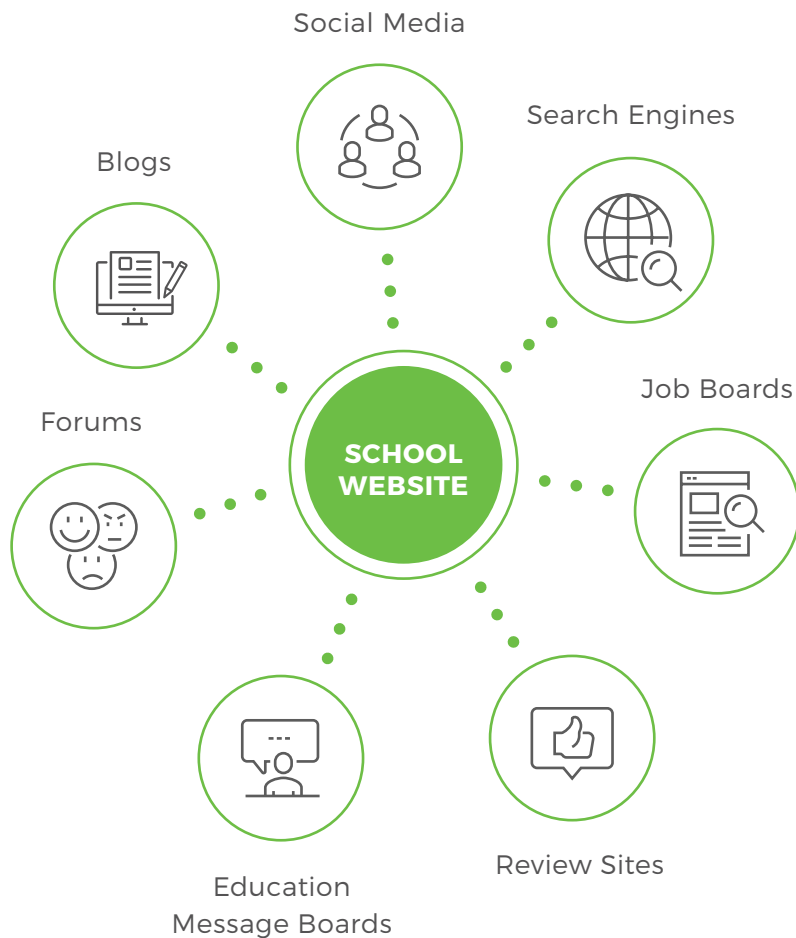 Social Media
Search Engines
Blogs
Job Boards
Forums
SCHOOL
WEBSITE
Review Sites
Education
Message Boards